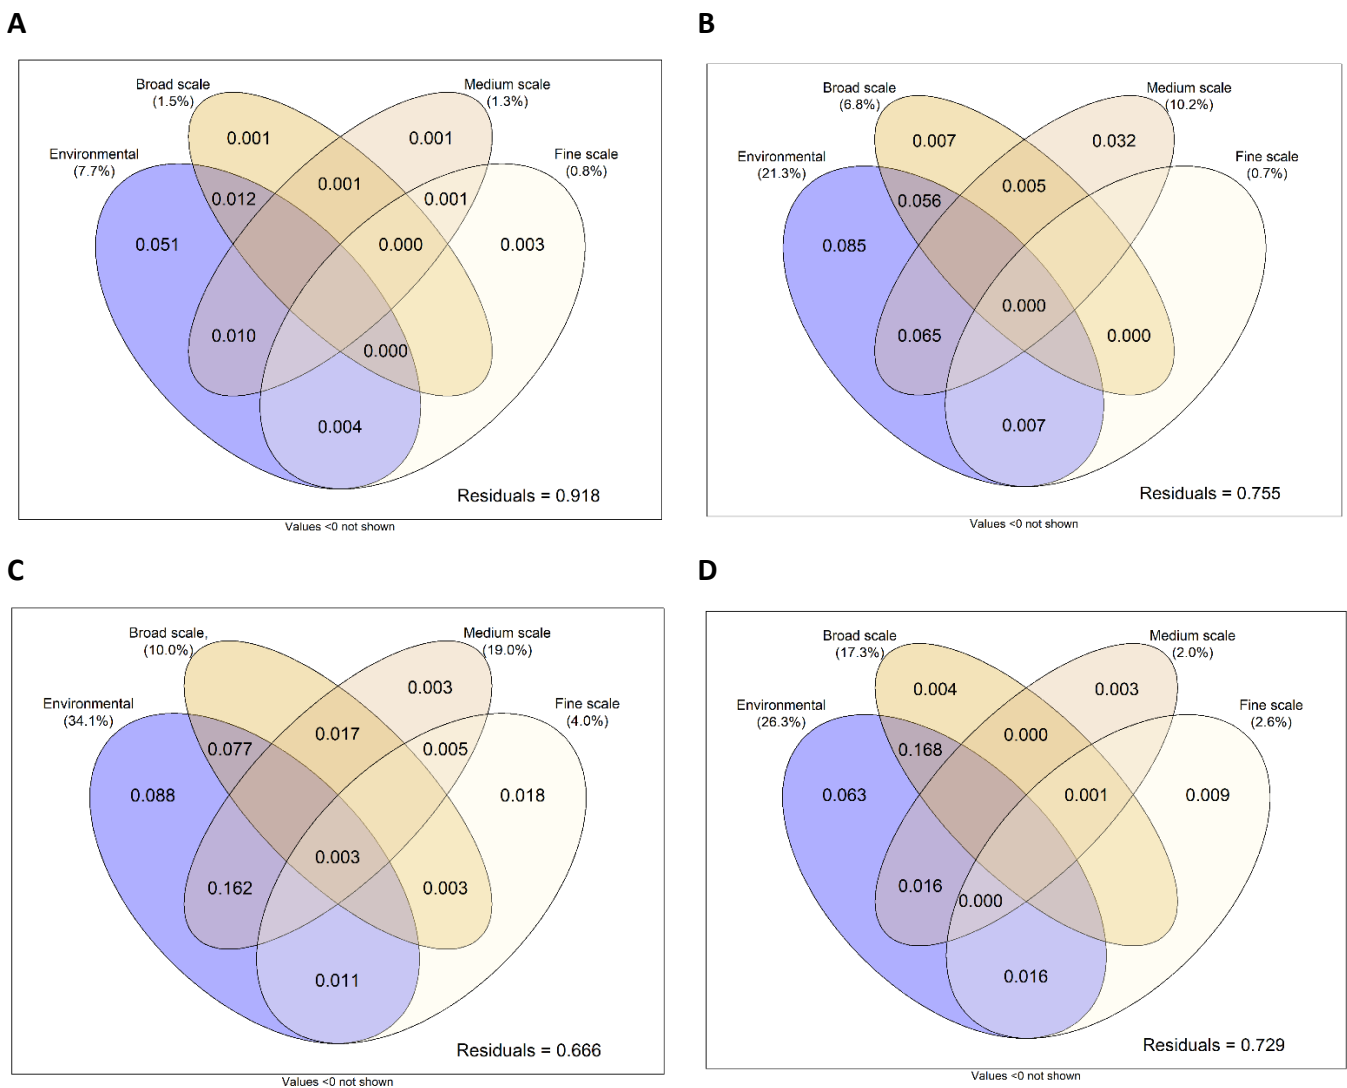 A
Broad scale
(1.5%)
Medium scale
(1.3%)
Environmental
(7.7%)
Fine scale
(0.8%)
0.001
0.001
0.001
0.012
0.001
0.051
0.000
0.003
0.010
0.000
0.004
Residuals = 0.918
Values <0 not shown
B
Broad scale
(6.8%)
Medium scale
(10.2%)
Environmental
(21.3%)
Fine scale
(0.7%)
0.007
0.032
0.005
0.056
0.085
0.000
0.065
0.000
0.007
Residuals = 0.755
Values <0 not shown
C
Broad scale,
(10.0%)
Medium scale
(19.0%)
Environmental
(34.1%)
Fine scale
(4.0%)
0.003
0.017
0.077
0.005
0.088
0.018
0.003
0.162
0.003
0.011
Residuals = 0.666
Values <0 not shown
D
Broad scale
(17.3%)
Medium scale
(2.0%)
Environmental
(26.3%)
Fine scale
(2.6%)
0.004
0.003
0.000
0.168
0.063
0.001
0.009
0.016
0.000
0.016
Residuals = 0.729
Values <0 not shown